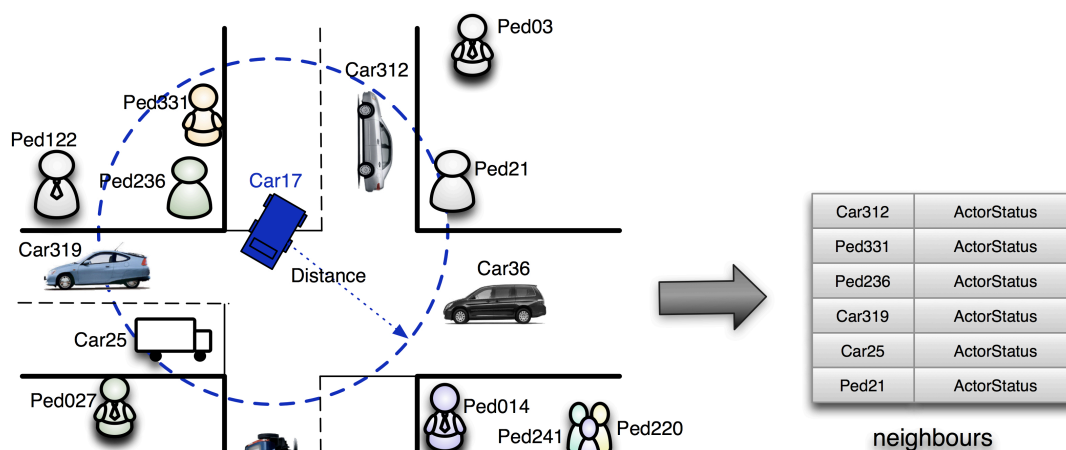 Ped03
Car312
Ped331
Ped122
Ped236
Car17
Ped21
Car319
Distance
Car36
Car25
Ped027
Ped014
Ped241
Ped220
Car312 ActorStatus
Ped331 ActorStatus
Ped236 ActorStatus
Car319 ActorStatus
Car25 ActorStatus
Ped21 ActorStatus
neighbours